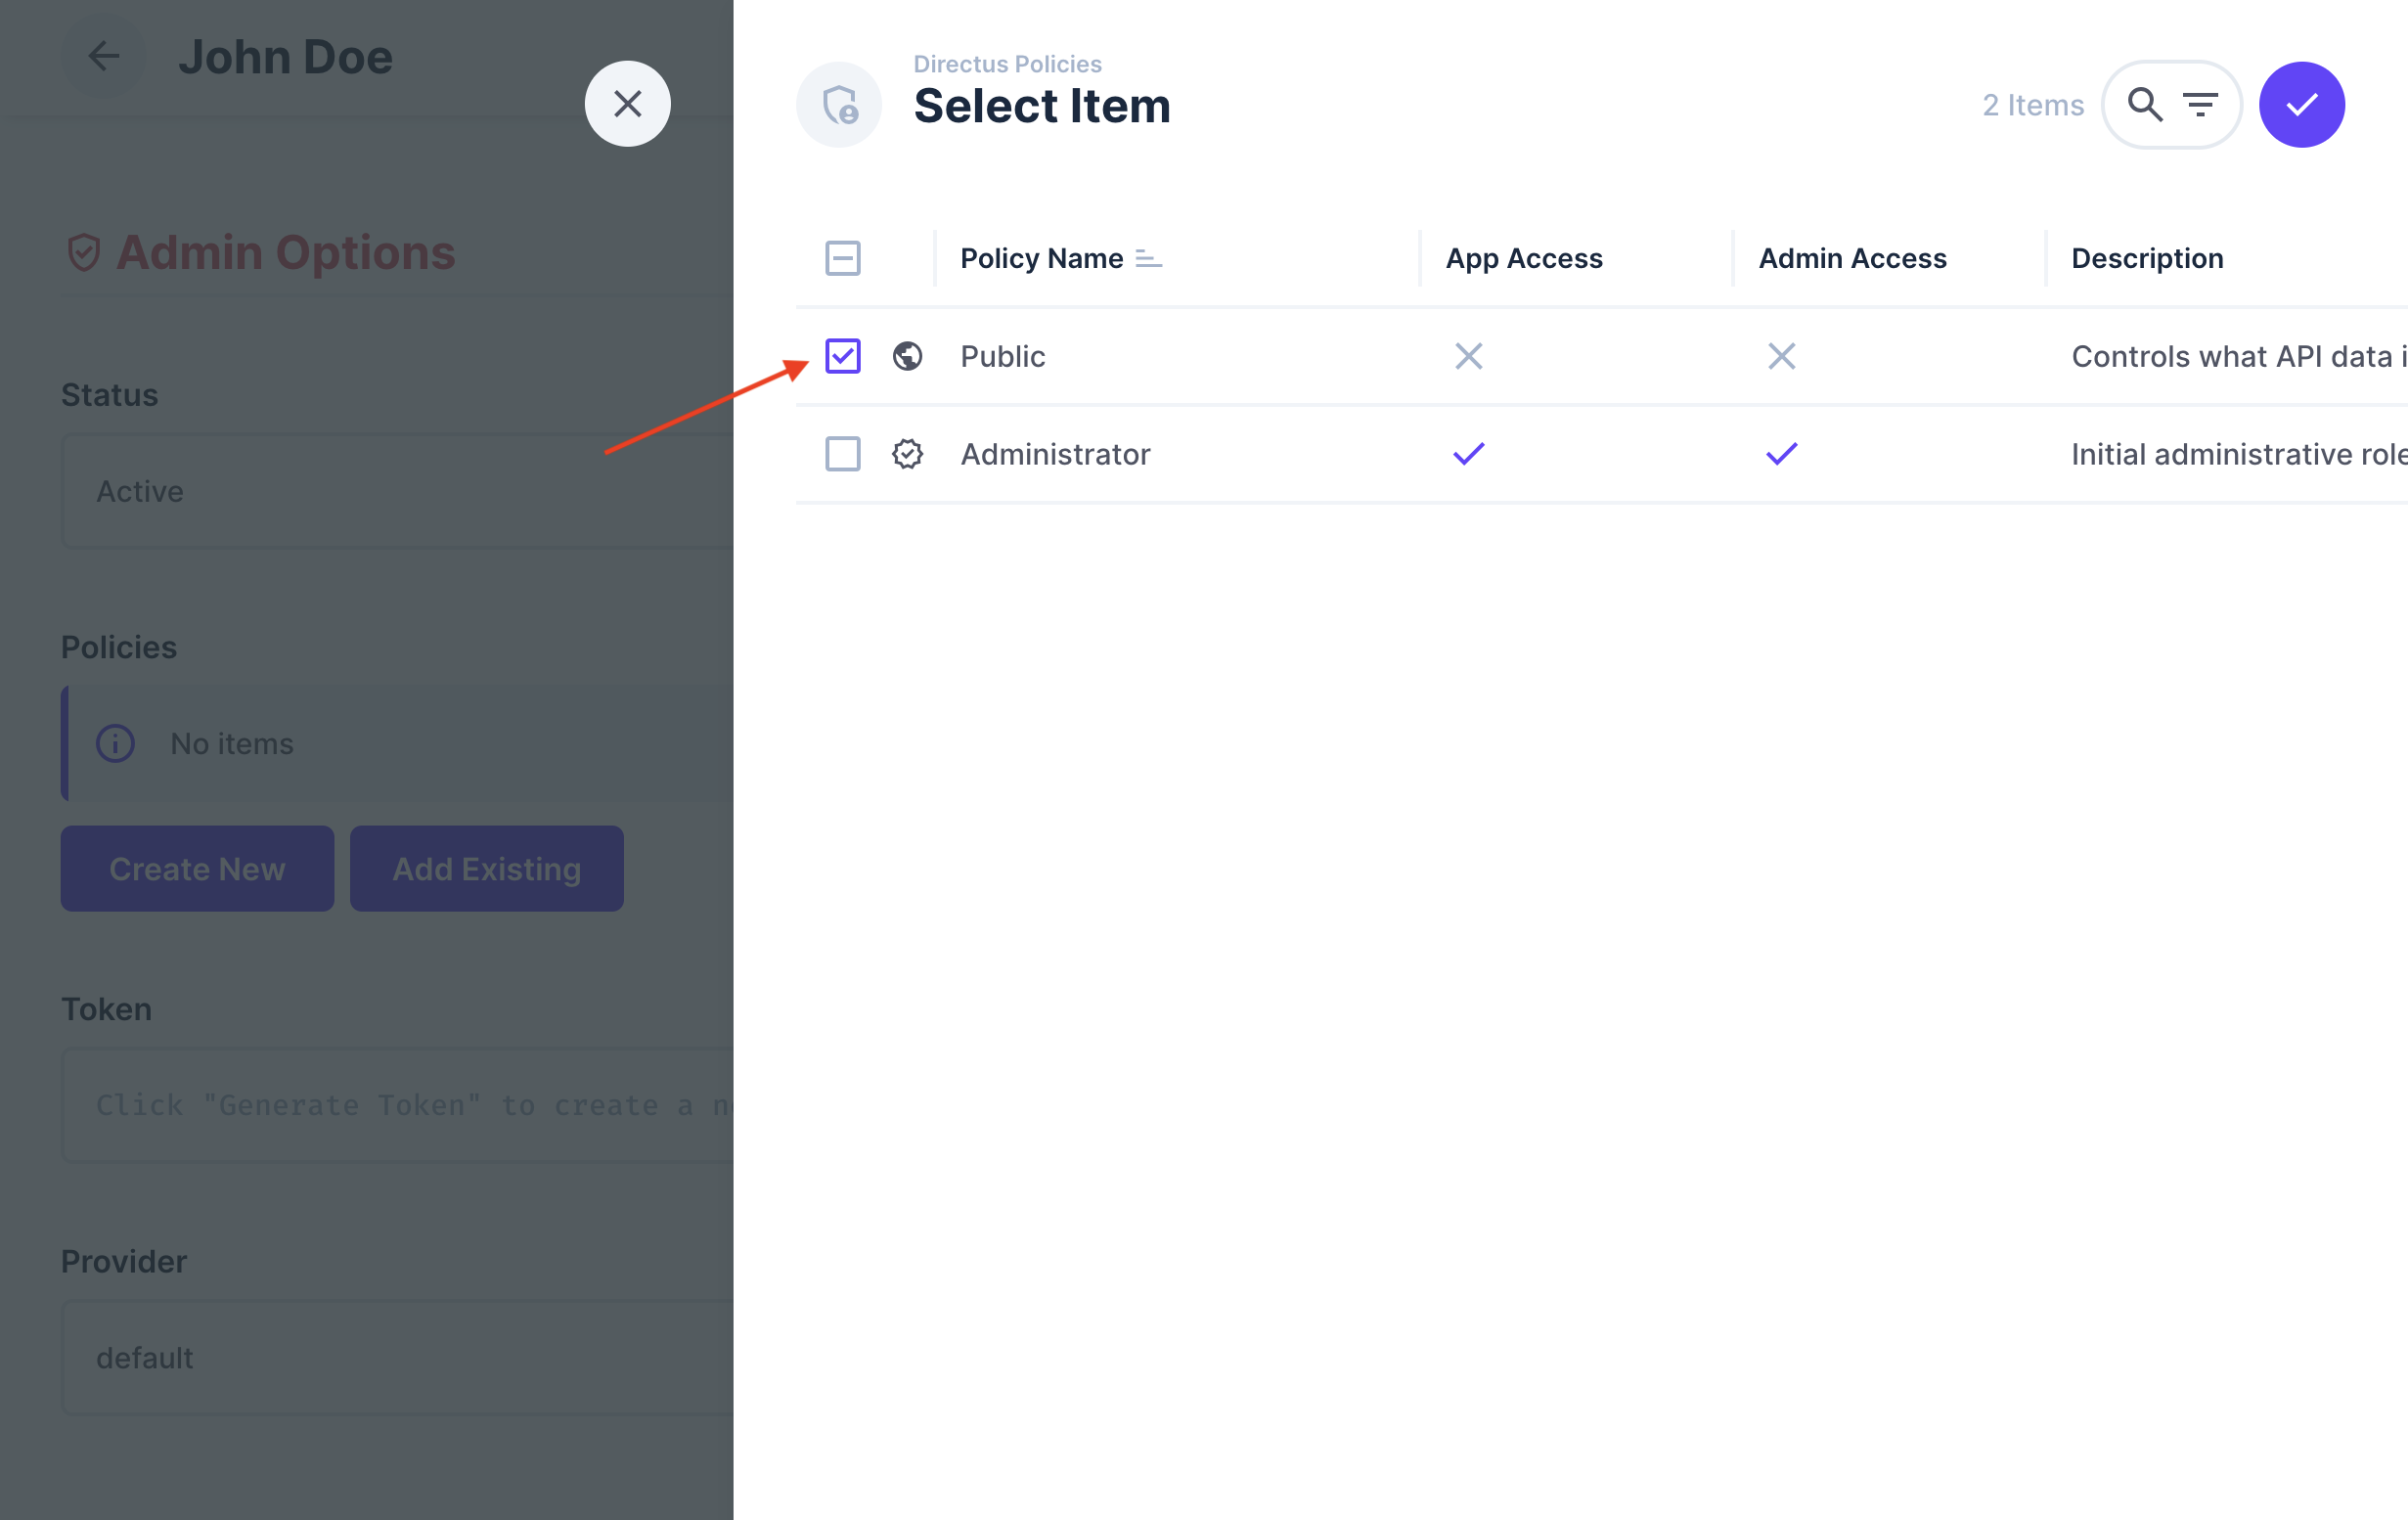 John Doe
Admin Options
Status
Active
Policies
No items
Create New
Add Existing
Token
Click "Generate Token" to create a
Provider
default
Directus Policies
Select Item
2 Items
Policy Name
App Access
Admin Access
Description
Public
Controls what API data
Administrator
Initial administrative role